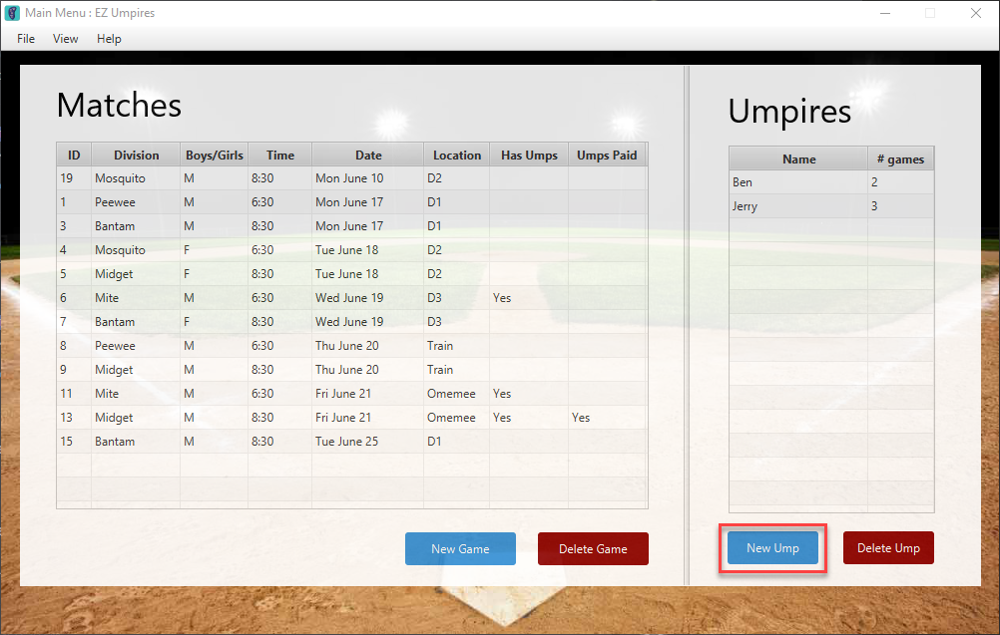 Main Menu : EZ Umpires
File View Help
Matches
ID Division Boys/Girls Time Date Location Has Umps Umps Paid
19 Mosquito M 8:30 Mon June 10 D2
1 Peewee M 6:30 Mon June 17 D1
3 Bantam M 8:30 Mon June 17 D1
4 Mosquito F 6:30 Tue June 18 D2
5 Midget F 8:30 Tue June 18 D2
6 Mite M 6:30 Wed June 19 D3 Yes
7 Bantam F 8:30 Wed June 19 D3
8 Peewee M 6:30 Thu June 20 Train
9 Midget M 8:30 Thu June 20 Train
11 Mite M 6:30 Fri June 21 Omemee Yes
13 Midget M 8:30 Fri June 21 Omemee Yes Yes
15 Bantam M 8:30 Tue June 25 D1
New Game Delete Game
Umpires
Name # games
Ben 2
Jerry 3
New Ump Delete Ump